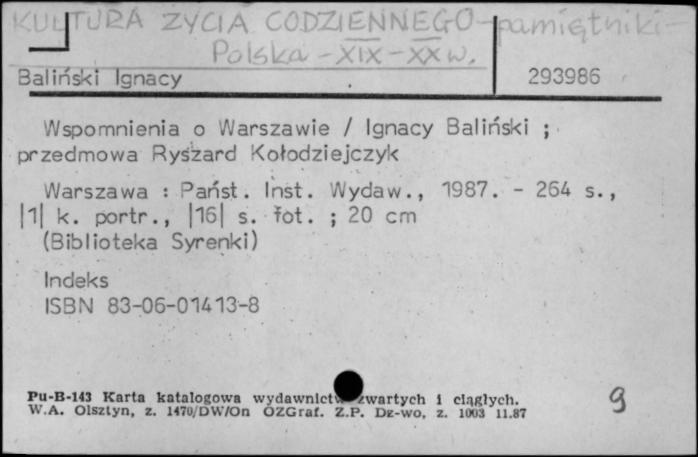 KULTURA ŻYCIA CODZIENNEGO - pamiętniki -
Polska - XIX - XX w.
Baliński Ignacy
293986
Wspomnienia o Warszawie / Ignacy Baliński ;
przedmowa Ryszard Kołodziejczyk
Warszawa : Państ. Inst. Wydaw., 1987. - 264 s.,
|1| k. portr., |16| s. fot. ; 20 cm
(Biblioteka Syrenki)
Indeks
ISBN 83-06-01413-8
Pu-B-143 Karta katalogowa wydawnictw zwartych i ciągłych.
W.A. Olsztyn, z. 1470/DW/On OZGraf. Z.P. Dz-wo, z. 1003 11.87
9